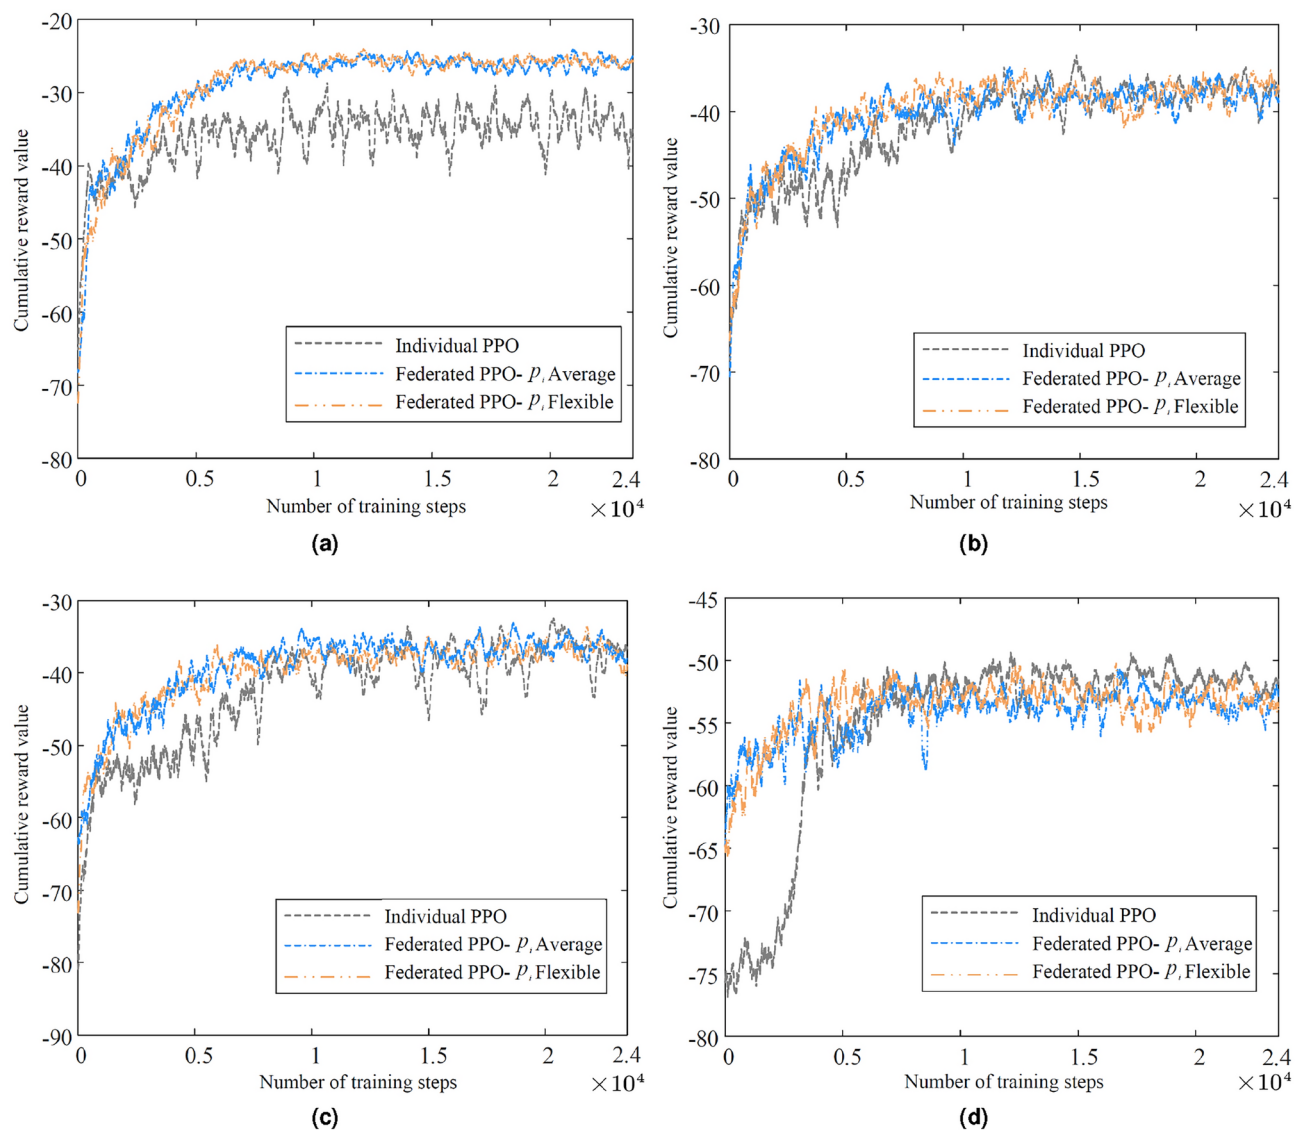 -20
-30
-40
-50
-60
-70
-80
Cumulative reward value
Individual PPO
Federated PPO- pᵢ Average
Federated PPO- pᵢ Flexible
0 0.5 1 1.5 2 2.4
Number of training steps
×10⁴
(a)
-30
-40
-50
-60
-70
-80
Cumulative reward value
Individual PPO
Federated PPO- pᵢ Average
Federated PPO- pᵢ Flexible
0 0.5 1 1.5 2 2.4
Number of training steps
×10⁴
(b)
-30
-40
-50
-60
-70
-80
-90
Cumulative reward value
Individual PPO
Federated PPO- pᵢ Average
Federated PPO- pᵢ Flexible
0 0.5 1 1.5 2 2.4
Number of training steps
×10⁴
(c)
-45
-50
-55
-60
-65
-70
-75
-80
Cumulative reward value
Individual PPO
Federated PPO- pᵢ Average
Federated PPO- pᵢ Flexible
0 0.5 1 1.5 2 2.4
Number of training steps
×10⁴
(d)